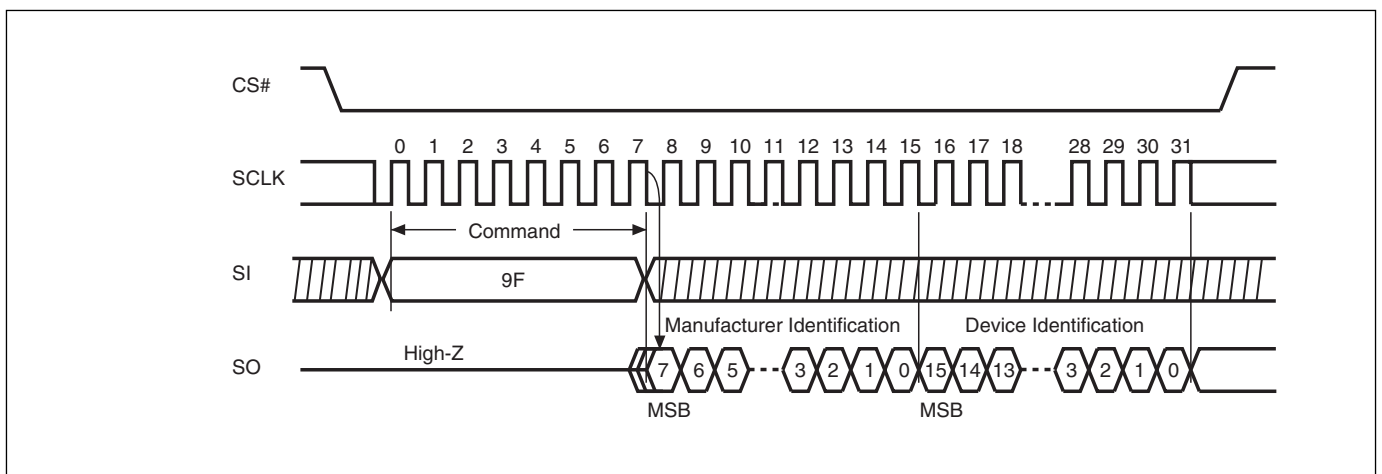 CS#
0 1 2 3 4 5 6 7 8 9 10 11 12 13 14 15 16 17 18 28 29 30 31
SCLK
Command
SI 9F
Manufacturer Identification Device Identification
High-Z
SO 7 6 5 3 2 1 0 15 14 13 3 2 1 0
MSB MSB